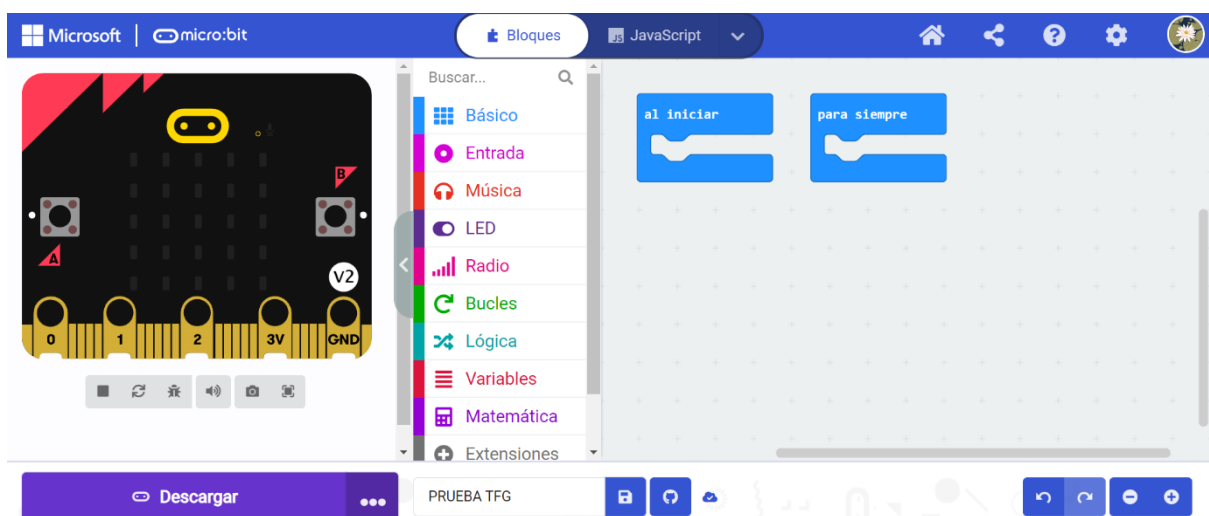 Microsoft | micro:bit
Bloques
JS JavaScript
Buscar...
Básico
Entrada
Música
LED
Radio
Bucles
Lógica
Variables
Matemática
Extensiones
al iniciar
para siempre
B
A
V2
0 1 2 3V GND
Descargar
PRUEBA TFG